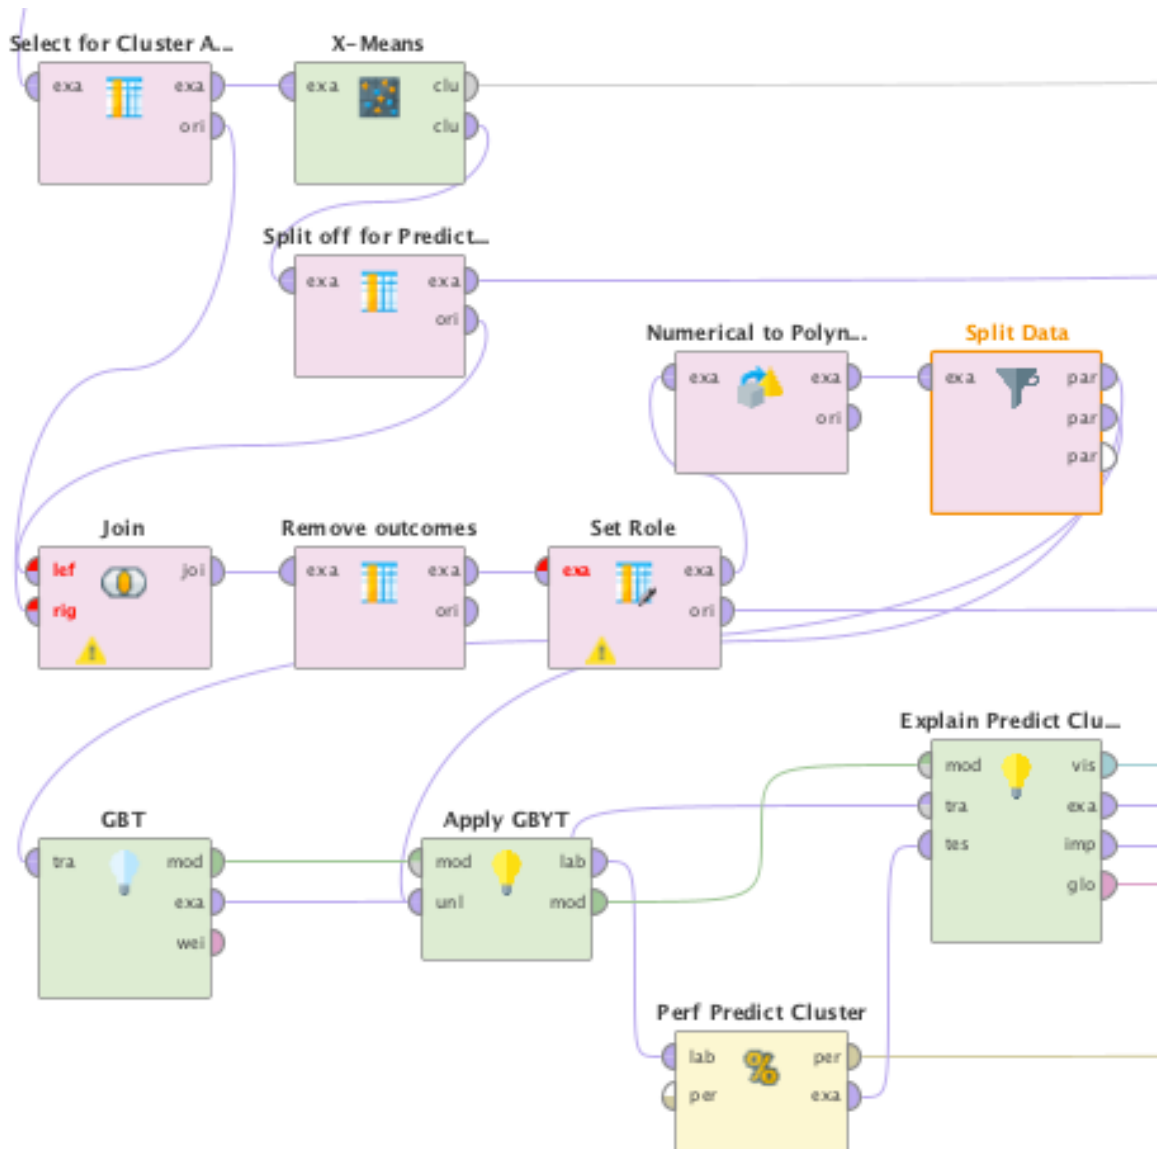 Select for Cluster A...
exa exa
ori
X-Means
exa clu
clu
Split off for Predict...
exa exa
ori
Numerical to Polyn...
exa exa
ori
Split Data
exa par
par
par
Join
lef joi
rig
Remove outcomes
exa exa
ori
Set Role
exa exa
ori
Explain Predict Clu...
mod vis
tra exa
tes imp
glo
GBT
tra mod
exa
wei
Apply GBYT
mod lab
unl mod
Perf Predict Cluster
lab per
per exa